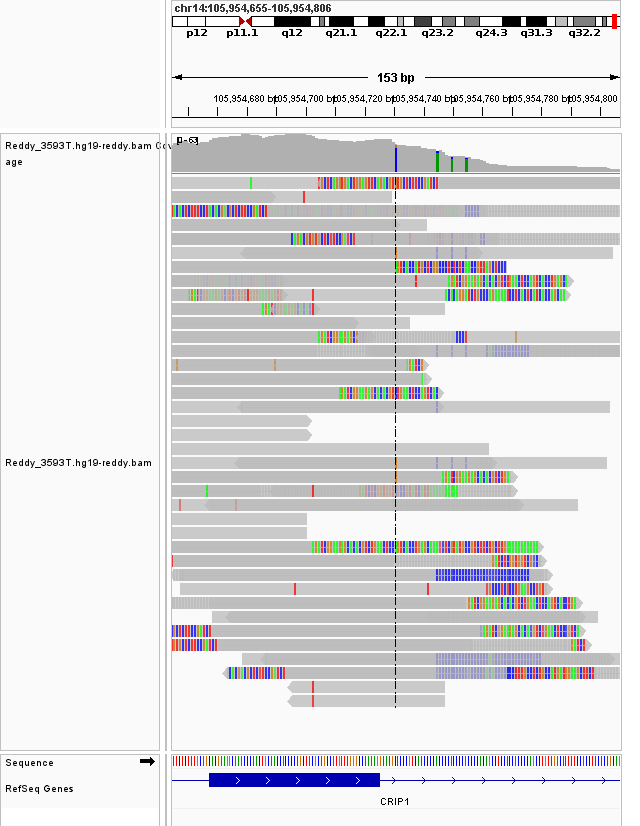 chr14:105,954,655-105,954,806
p12 p11.1 q12 q21.1 q22.1 q23.2 q24.3 q31.3 q32.2
153 bp
105,954,680 bp 105,954,700 bp 105,954,720 bp 105,954,740 bp 105,954,760 bp 105,954,780 bp 105,954,800
Reddy_3593T.hg19-reddy.bam Cov
age
Reddy_3593T.hg19-reddy.bam
Sequence
RefSeq Genes
CRIP1